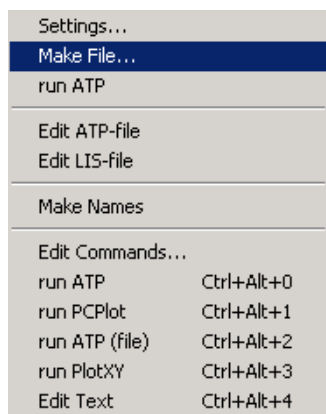 Settings...
Make File...
run ATP
Edit ATP-file
Edit LIS-file
Make Names
Edit Commands...
run ATP Ctrl+Alt+0
run PCPlot Ctrl+Alt+1
run ATP (file) Ctrl+Alt+2
run PlotXY Ctrl+Alt+3
Edit Text Ctrl+Alt+4